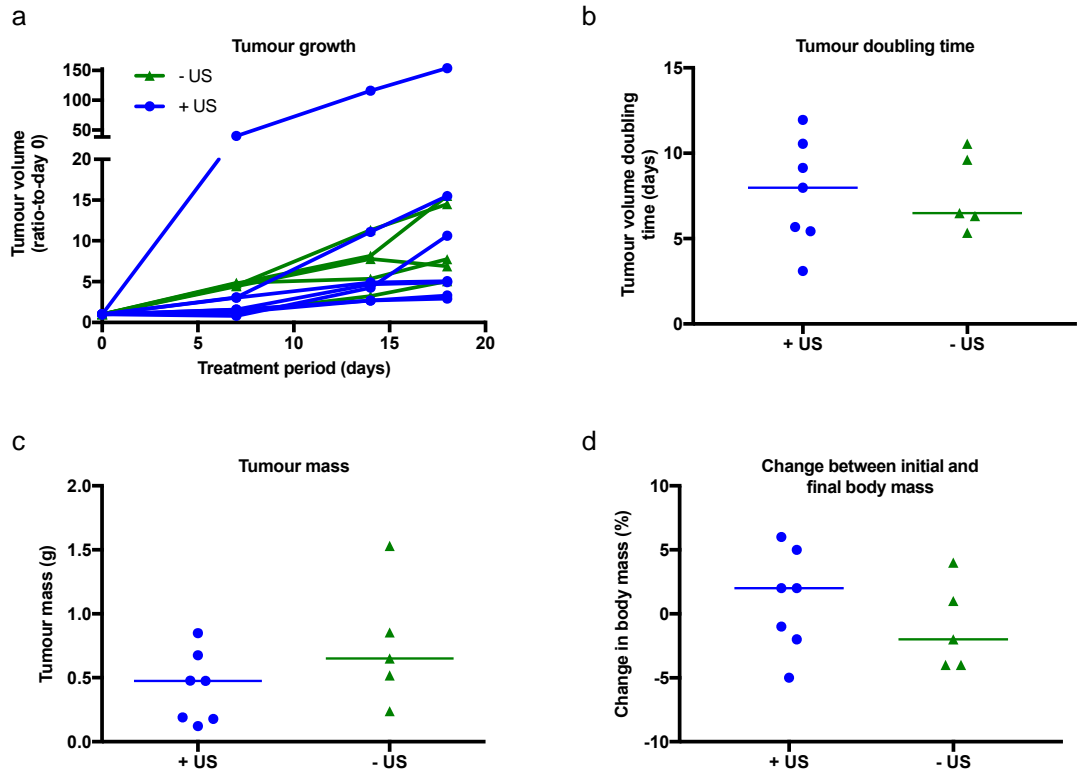 a
Tumour growth
150
100
50
20
15
10
5
0
- US
+ US
Tumour volume
(ratio-to-day 0)
0
5
10
15
20
Treatment period (days)
b
Tumour doubling time
15
10
5
0
Tumour volume doubling
time (days)
+ US
- US
c
Tumour mass
2.0
1.5
1.0
0.5
0.0
Tumour mass (g)
+ US
- US
d
Change between initial and
final body mass
10
5
0
-5
-10
Change in body mass (%)
+ US
- US